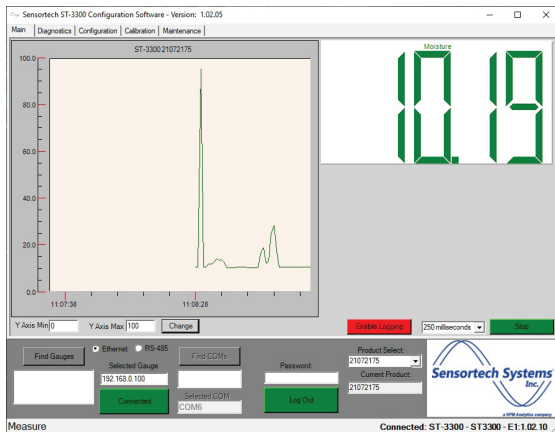 Sensortech ST-3300 Configuration Software - Version: 1.02.05
Main Diagnostics Configuration Calibration Maintenance
ST-3300 21072175
100.0
80.0
60.0
40.0
20.0
0.0
11:07:38 11:08:28
Moisture
10.19
Y Axis Min 0 Y Axis Max 100 Change
Enable Logging 250 milliseconds Stop
Find Gauges Ethernet RS-485 Find COMs
Selected Gauge
192.168.0.100
Connected
Selected COM
COM6
Password:
Log Out
Product Select:
21072175
Current Product:
21072175
Sensortech Systems
Inc.
a KPM Analytics company
Measure Connected: ST-3300 - ST3300 - E1:1.02.10